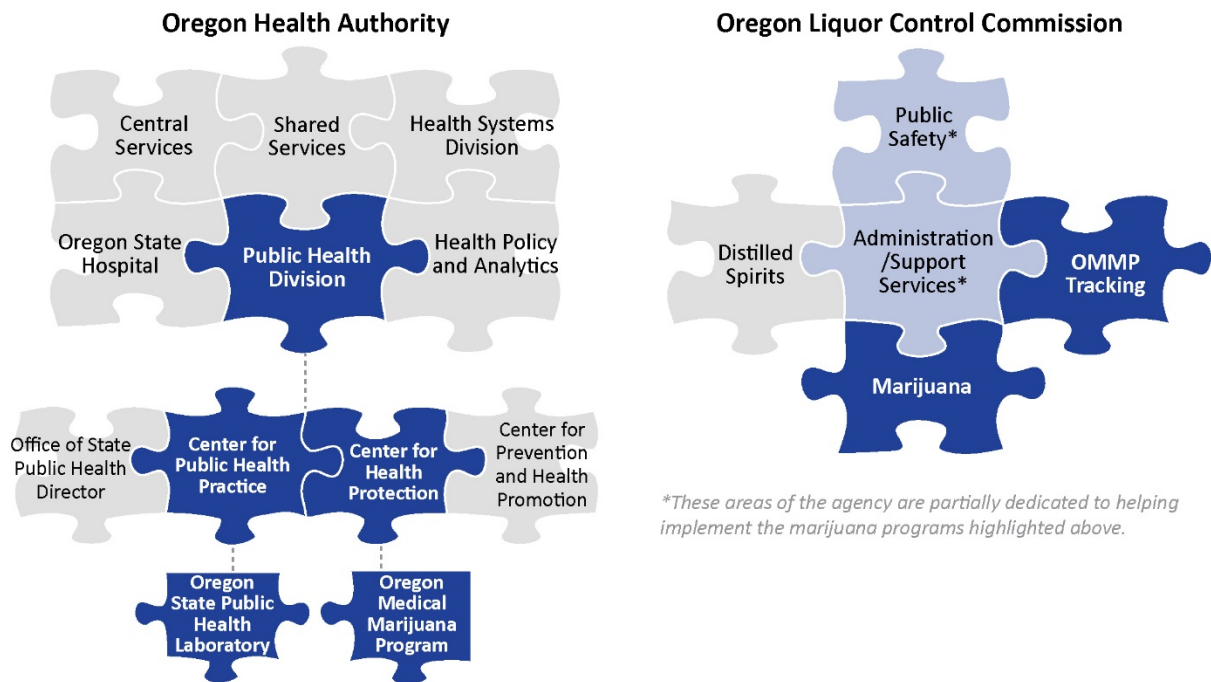 Oregon Health Authority
Central
Services
Shared
Services
Health Systems
Division
Oregon State
Hospital
Public Health
Division
Health Policy
and Analytics
Office of State
Public Health
Director
Center for
Public Health
Practice
Center for
Health
Protection
Center for
Prevention
and Health
Promotion
Oregon
State Public
Health
Laboratory
Oregon
Medical
Marijuana
Program
Oregon Liquor Control Commission
Public
Safety*
Distilled
Spirits
Administration
/Support
Services*
OMMP
Tracking
Marijuana
*These areas of the agency are partially dedicated to helping
implement the marijuana programs highlighted above.